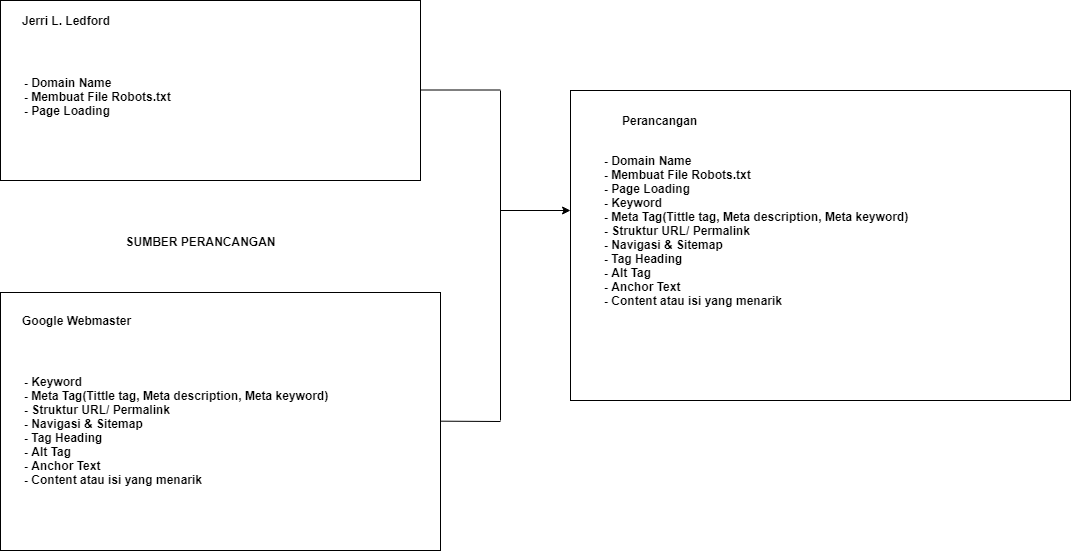 Jerri L. Ledford
- Domain Name
- Membuat File Robots.txt
- Page Loading
SUMBER PERANCANGAN
Google Webmaster
- Keyword
- Meta Tag(Tittle tag, Meta description, Meta keyword)
- Struktur URL/ Permalink
- Navigasi & Sitemap
- Tag Heading
- Alt Tag
- Anchor Text
- Content atau isi yang menarik
Perancangan
- Domain Name
- Membuat File Robots.txt
- Page Loading
- Keyword
- Meta Tag(Tittle tag, Meta description, Meta keyword)
- Struktur URL/ Permalink
- Navigasi & Sitemap
- Tag Heading
- Alt Tag
- Anchor Text
- Content atau isi yang menarik